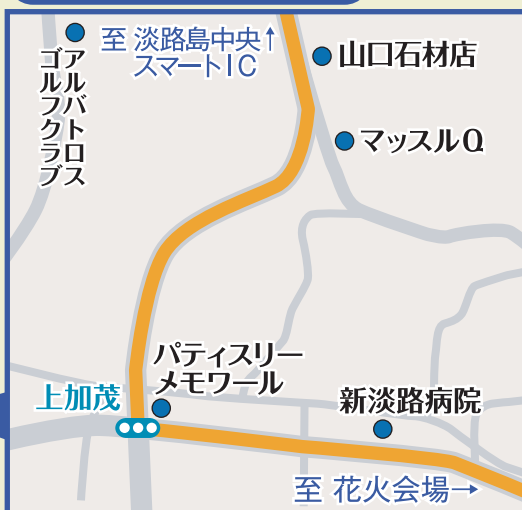 至 淡路島中央↑
スマートIC
山口石材店
アルバトロス
ゴルフクラブ
マッスルQ
パティスリー
メモワール
上加茂
新淡路病院
至 花火会場→